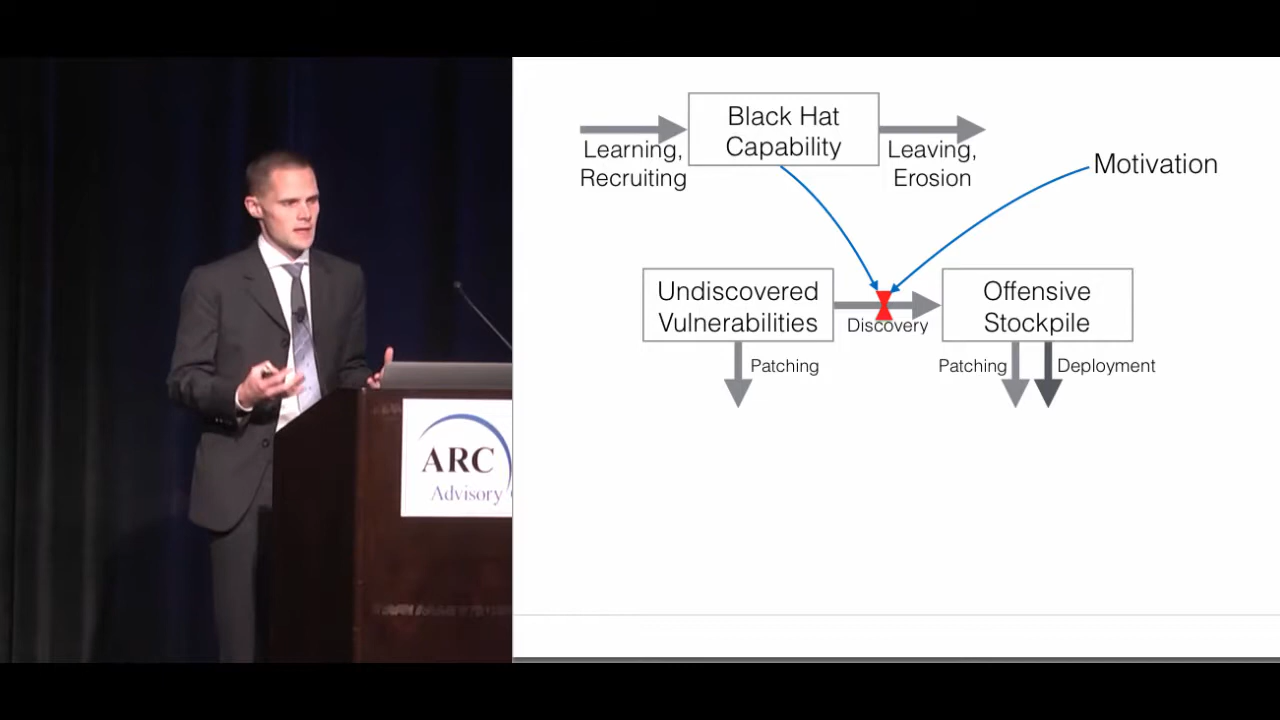 Black Hat
Capability
Learning,
Recruiting
Leaving,
Erosion
Motivation
Undiscovered
Vulnerabilities
Discovery
Offensive
Stockpile
Patching
Patching
Deployment
ARC
Advisory